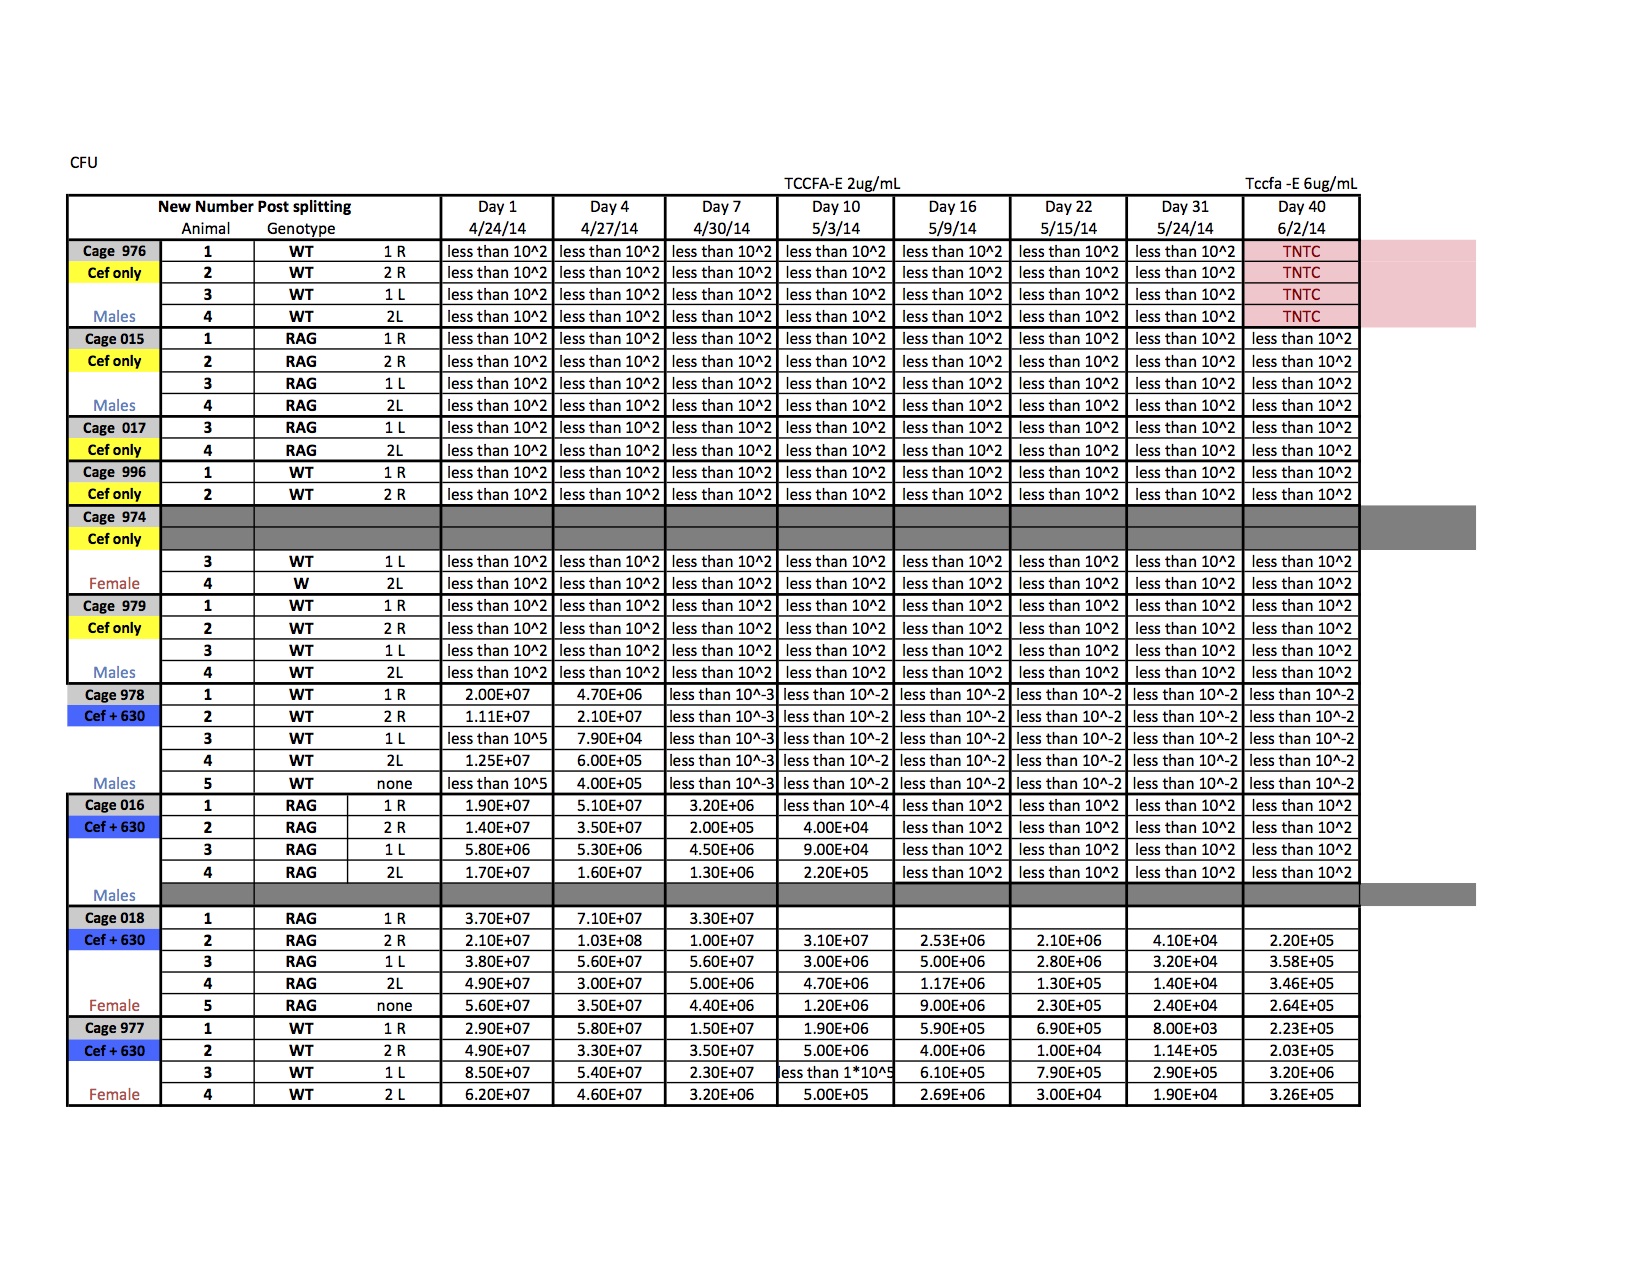 CFU
TCCFA-E 2ug/mL Tccfa -E 6ug/mL
New Number Post splitting Day 1 Day 4 Day 7 Day 10 Day 16 Day 22 Day 31 Day 40
Animal Genotype 4/24/14 4/27/14 4/30/14 5/3/14 5/9/14 5/15/14 5/24/14 6/2/14
Cage 976 1 WT 1 R less than 10^2 less than 10^2 less than 10^2 less than 10^2 less than 10^2 less than 10^2 less than 10^2 TNTC
Cef only 2 WT 2 R less than 10^2 less than 10^2 less than 10^2 less than 10^2 less than 10^2 less than 10^2 less than 10^2 TNTC
3 WT 1 L less than 10^2 less than 10^2 less than 10^2 less than 10^2 less than 10^2 less than 10^2 less than 10^2 TNTC
Males 4 WT 2L less than 10^2 less than 10^2 less than 10^2 less than 10^2 less than 10^2 less than 10^2 less than 10^2 TNTC
Cage 015 1 RAG 1 R less than 10^2 less than 10^2 less than 10^2 less than 10^2 less than 10^2 less than 10^2 less than 10^2 less than 10^2
Cef only 2 RAG 2 R less than 10^2 less than 10^2 less than 10^2 less than 10^2 less than 10^2 less than 10^2 less than 10^2 less than 10^2
3 RAG 1 L less than 10^2 less than 10^2 less than 10^2 less than 10^2 less than 10^2 less than 10^2 less than 10^2 less than 10^2
Males 4 RAG 2L less than 10^2 less than 10^2 less than 10^2 less than 10^2 less than 10^2 less than 10^2 less than 10^2 less than 10^2
Cage 017 3 RAG 1 L less than 10^2 less than 10^2 less than 10^2 less than 10^2 less than 10^2 less than 10^2 less than 10^2 less than 10^2
Cef only 4 RAG 2L less than 10^2 less than 10^2 less than 10^2 less than 10^2 less than 10^2 less than 10^2 less than 10^2 less than 10^2
Cage 996 1 WT 1 R less than 10^2 less than 10^2 less than 10^2 less than 10^2 less than 10^2 less than 10^2 less than 10^2 less than 10^2
Cef only 2 WT 2 R less than 10^2 less than 10^2 less than 10^2 less than 10^2 less than 10^2 less than 10^2 less than 10^2 less than 10^2
Cage 974
Cef only
3 WT 1 L less than 10^2 less than 10^2 less than 10^2 less than 10^2 less than 10^2 less than 10^2 less than 10^2 less than 10^2
Female 4 W 2L less than 10^2 less than 10^2 less than 10^2 less than 10^2 less than 10^2 less than 10^2 less than 10^2 less than 10^2
Cage 979 1 WT 1 R less than 10^2 less than 10^2 less than 10^2 less than 10^2 less than 10^2 less than 10^2 less than 10^2 less than 10^2
Cef only 2 WT 2 R less than 10^2 less than 10^2 less than 10^2 less than 10^2 less than 10^2 less than 10^2 less than 10^2 less than 10^2
3 WT 1 L less than 10^2 less than 10^2 less than 10^2 less than 10^2 less than 10^2 less than 10^2 less than 10^2 less than 10^2
Males 4 WT 2L less than 10^2 less than 10^2 less than 10^2 less than 10^2 less than 10^2 less than 10^2 less than 10^2 less than 10^2
Cage 978 1 WT 1 R 2.00E+07 4.70E+06 less than 10^-3 less than 10^-2 less than 10^-2 less than 10^-2 less than 10^-2 less than 10^-2
Cef + 630 2 WT 2 R 1.11E+07 2.10E+07 less than 10^-3 less than 10^-2 less than 10^-2 less than 10^-2 less than 10^-2 less than 10^-2
3 WT 1 L less than 10^5 7.90E+04 less than 10^-3 less than 10^-2 less than 10^-2 less than 10^-2 less than 10^-2 less than 10^-2
4 WT 2L 1.25E+07 6.00E+05 less than 10^-3 less than 10^-2 less than 10^-2 less than 10^-2 less than 10^-2 less than 10^-2
Males 5 WT none less than 10^5 4.00E+05 less than 10^-3 less than 10^-2 less than 10^-2 less than 10^-2 less than 10^-2 less than 10^-2
Cage 016 1 RAG 1 R 1.90E+07 5.10E+07 3.20E+06 less than 10^-4 less than 10^2 less than 10^2 less than 10^2 less than 10^2
Cef + 630 2 RAG 2 R 1.40E+07 3.50E+07 2.00E+05 4.00E+04 less than 10^2 less than 10^2 less than 10^2 less than 10^2
3 RAG 1 L 5.80E+06 5.30E+06 4.50E+06 9.00E+04 less than 10^2 less than 10^2 less than 10^2 less than 10^2
4 RAG 2L 1.70E+07 1.60E+07 1.30E+06 2.20E+05 less than 10^2 less than 10^2 less than 10^2 less than 10^2
Males
Cage 018 1 RAG 1 R 3.70E+07 7.10E+07 3.30E+07
Cef + 630 2 RAG 2 R 2.10E+07 1.03E+08 1.00E+07 3.10E+07 2.53E+06 2.10E+06 4.10E+04 2.20E+05
3 RAG 1 L 3.80E+07 5.60E+07 5.60E+07 3.00E+06 5.00E+06 2.80E+06 3.20E+04 3.58E+05
4 RAG 2L 4.90E+07 3.00E+07 5.00E+06 4.70E+06 1.17E+06 1.30E+05 1.40E+04 3.46E+05
Female 5 RAG none 5.60E+07 3.50E+07 4.40E+06 1.20E+06 9.00E+06 2.30E+05 2.40E+04 2.64E+05
Cage 977 1 WT 1 R 2.90E+07 5.80E+07 1.50E+07 1.90E+06 5.90E+05 6.90E+05 8.00E+03 2.23E+05
Cef + 630 2 WT 2 R 4.90E+07 3.30E+07 3.50E+07 5.00E+06 4.00E+06 1.00E+04 1.14E+05 2.03E+05
3 WT 1 L 8.50E+07 5.40E+07 2.30E+07 less than 1*10^5 6.10E+05 7.90E+05 2.90E+05 3.20E+06
Female 4 WT 2 L 6.20E+07 4.60E+07 3.20E+06 5.00E+05 2.69E+06 3.00E+04 1.90E+04 3.26E+05